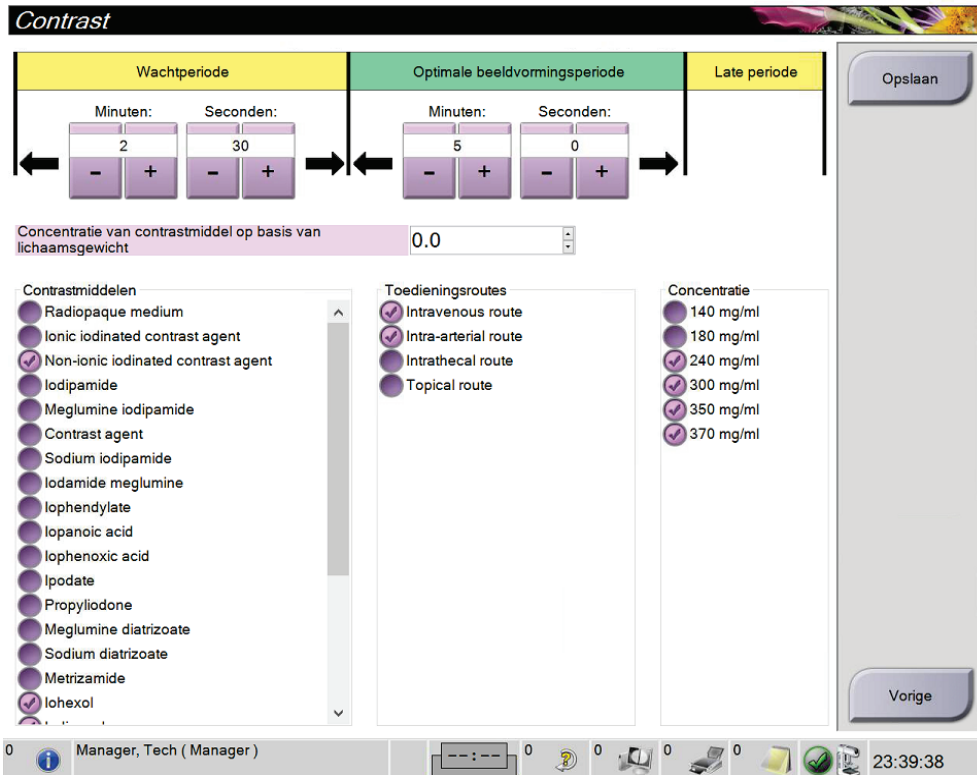 Contrast
Wachtperiode
Optimale beeldvormingsperiode
Late periode
Opslaan
Minuten: Seconden:
Minuten: Seconden:
2 30
5 0
- + - +
- + - +
Concentratie van contrastmiddel op basis van
lichaamsgewicht
0.0
Contrastmiddelen
Radiopaque medium
Ionic iodinated contrast agent
Non-ionic iodinated contrast agent
Iodipamide
Meglumine iodipamide
Contrast agent
Sodium iodipamide
Iodamide meglumine
Iophendylate
Iopanoic acid
Iophenoxic acid
Ipodate
Propyliodone
Meglumine diatrizoate
Sodium diatrizoate
Metrizamide
Iohexol
Toedieningsroutes
Intravenous route
Intra-arterial route
Intrathecal route
Topical route
Concentratie
140 mg/ml
180 mg/ml
240 mg/ml
300 mg/ml
350 mg/ml
370 mg/ml
Vorige
0 Manager, Tech ( Manager ) --:-- 0 0 0 0 23:39:38